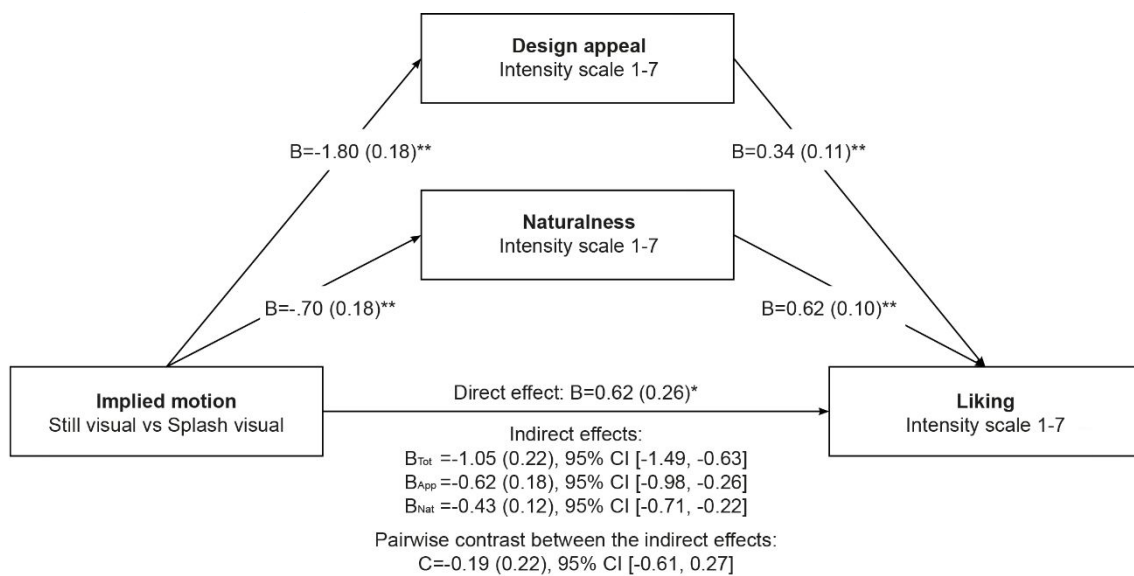 Design appeal
Intensity scale 1-7
B=-1.80 (0.18)**
B=0.34 (0.11)**
Naturalness
Intensity scale 1-7
B=-.70 (0.18)**
B=0.62 (0.10)**
Implied motion
Still visual vs Splash visual
Direct effect: B=0.62 (0.26)*
Liking
Intensity scale 1-7
Indirect effects:
BTot =-1.05 (0.22), 95% CI [-1.49, -0.63]
BApp =-0.62 (0.18), 95% CI [-0.98, -0.26]
BNat =-0.43 (0.12), 95% CI [-0.71, -0.22]
Pairwise contrast between the indirect effects:
C=-0.19 (0.22), 95% CI [-0.61, 0.27]